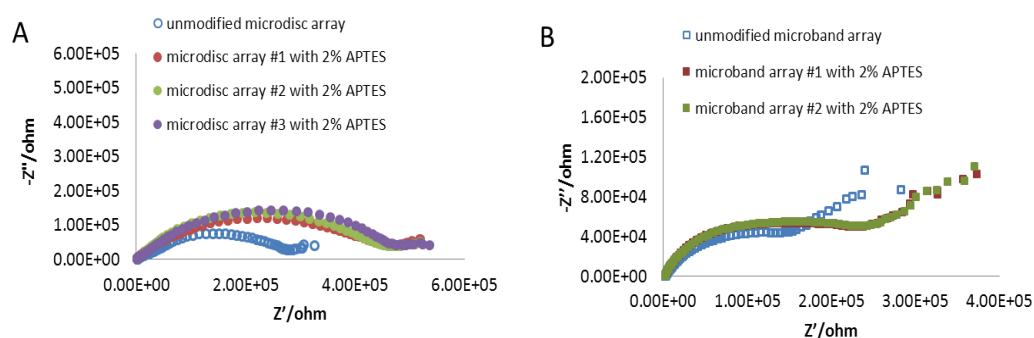 A
unmodified microdisc array
microdisc array #1 with 2% APTES
microdisc array #2 with 2% APTES
microdisc array #3 with 2% APTES
6.00E+05
5.00E+05
4.00E+05
3.00E+05
2.00E+05
1.00E+05
0.00E+00
-Z"/ohm
0.00E+00 2.00E+05 4.00E+05 6.00E+05
Z'/ohm
B
unmodified microband array
microband array #1 with 2% APTES
microband array #2 with 2% APTES
2.00E+05
1.60E+05
1.20E+05
8.00E+04
4.00E+04
0.00E+00
-Z''/ohm
0.00E+00 1.00E+05 2.00E+05 3.00E+05 4.00E+05
Z'/ohm